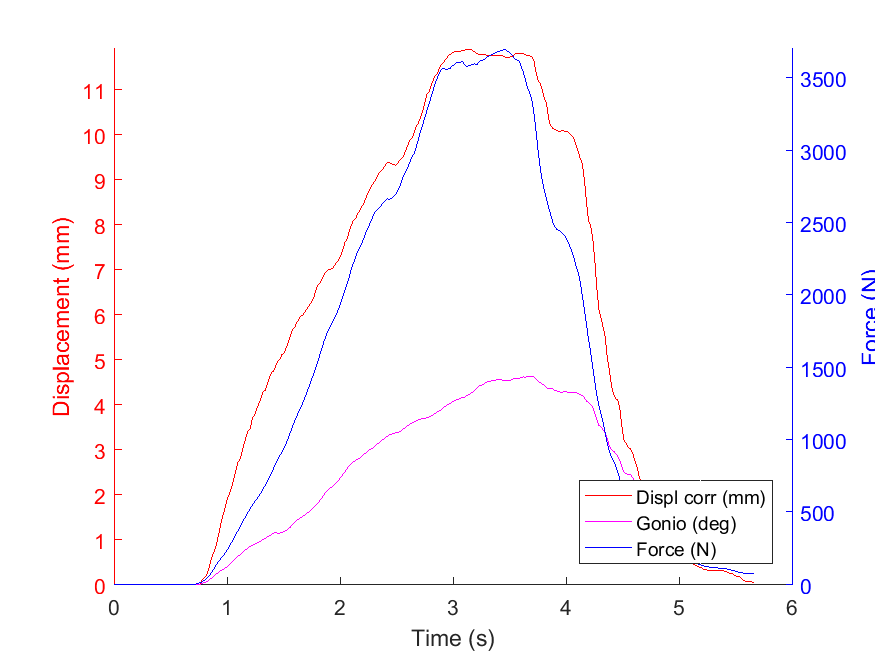 11
10
9
8
7
6
5
4
3
2
1
0
Displacement (mm)
3500
3000
2500
2000
1500
1000
500
0
Force (N)
Displ corr (mm)
Gonio (deg)
Force (N)
0 1 2 3 4 5 6
Time (s)